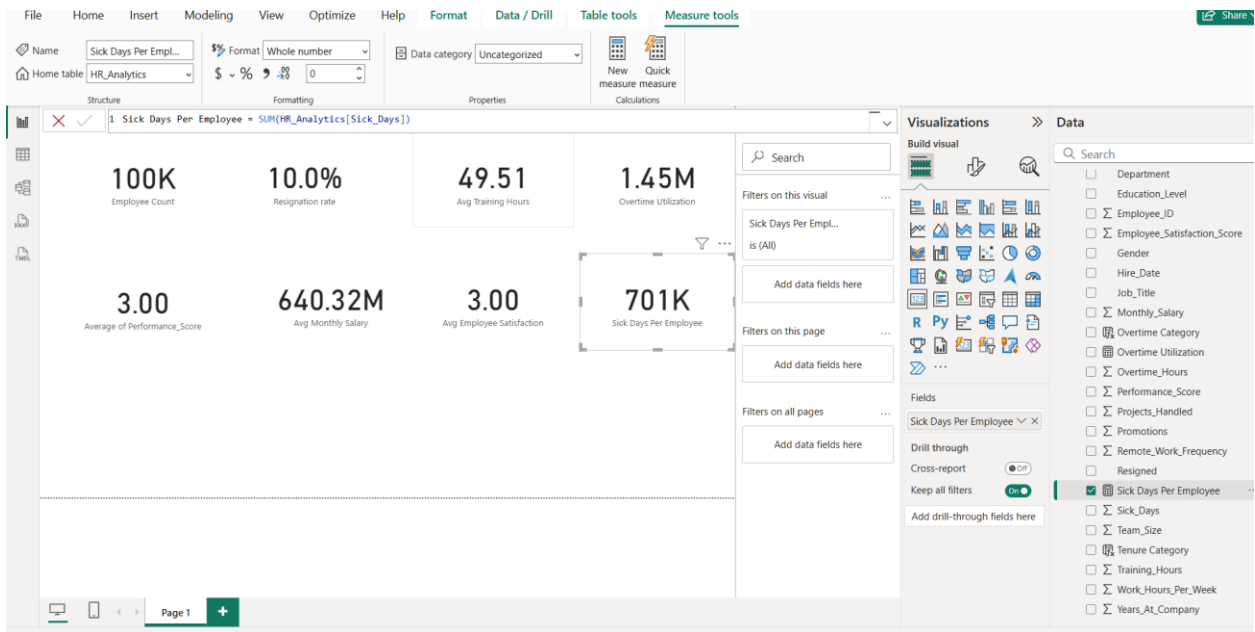 File Home Insert Modeling View Optimize Help Format Data / Drill Table tools Measure tools Share
Name Sick Days Per Empl...
Home table HR_Analytics
Structure
$% Format Whole number
$ % 0
Formatting
Data category Uncategorized
Properties
New measure
Quick measure
Calculations
1 Sick Days Per Employee = SUM(HR_Analytics[Sick_Days])
100K
Employee Count
10.0%
Resignation rate
49.51
Avg Training Hours
1.45M
Overtime Utilization
3.00
Average of Performance_Score
640.32M
Avg Monthly Salary
3.00
Avg Employee Satisfaction
701K
Sick Days Per Employee
Search
Filters on this visual ...
Sick Days Per Empl...
is (All)
Add data fields here
Filters on this page ...
Add data fields here
Filters on all pages ...
Add data fields here
Visualizations
Build visual
123
R Py
...
Fields
Sick Days Per Employee
Drill through
Cross-report Off
Keep all filters On
Add drill-through fields here
Data
Search
Department
Education_Level
Employee_ID
Employee_Satisfaction_Score
Gender
Hire_Date
Job_Title
Monthly_Salary
Overtime Category
Overtime Utilization
Overtime_Hours
Performance_Score
Projects_Handled
Promotions
Remote_Work_Frequency
Resigned
Sick Days Per Employee
Sick_Days
Team_Size
Tenure Category
Training_Hours
Work_Hours_Per_Week
Years_At_Company
Page 1